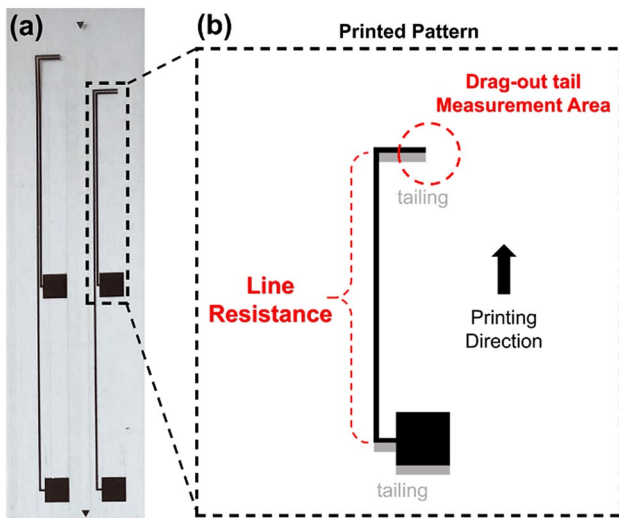 (a)
(b)
Printed Pattern
Drag-out tail
Measurement Area
tailing
Line
Resistance
Printing
Direction
tailing